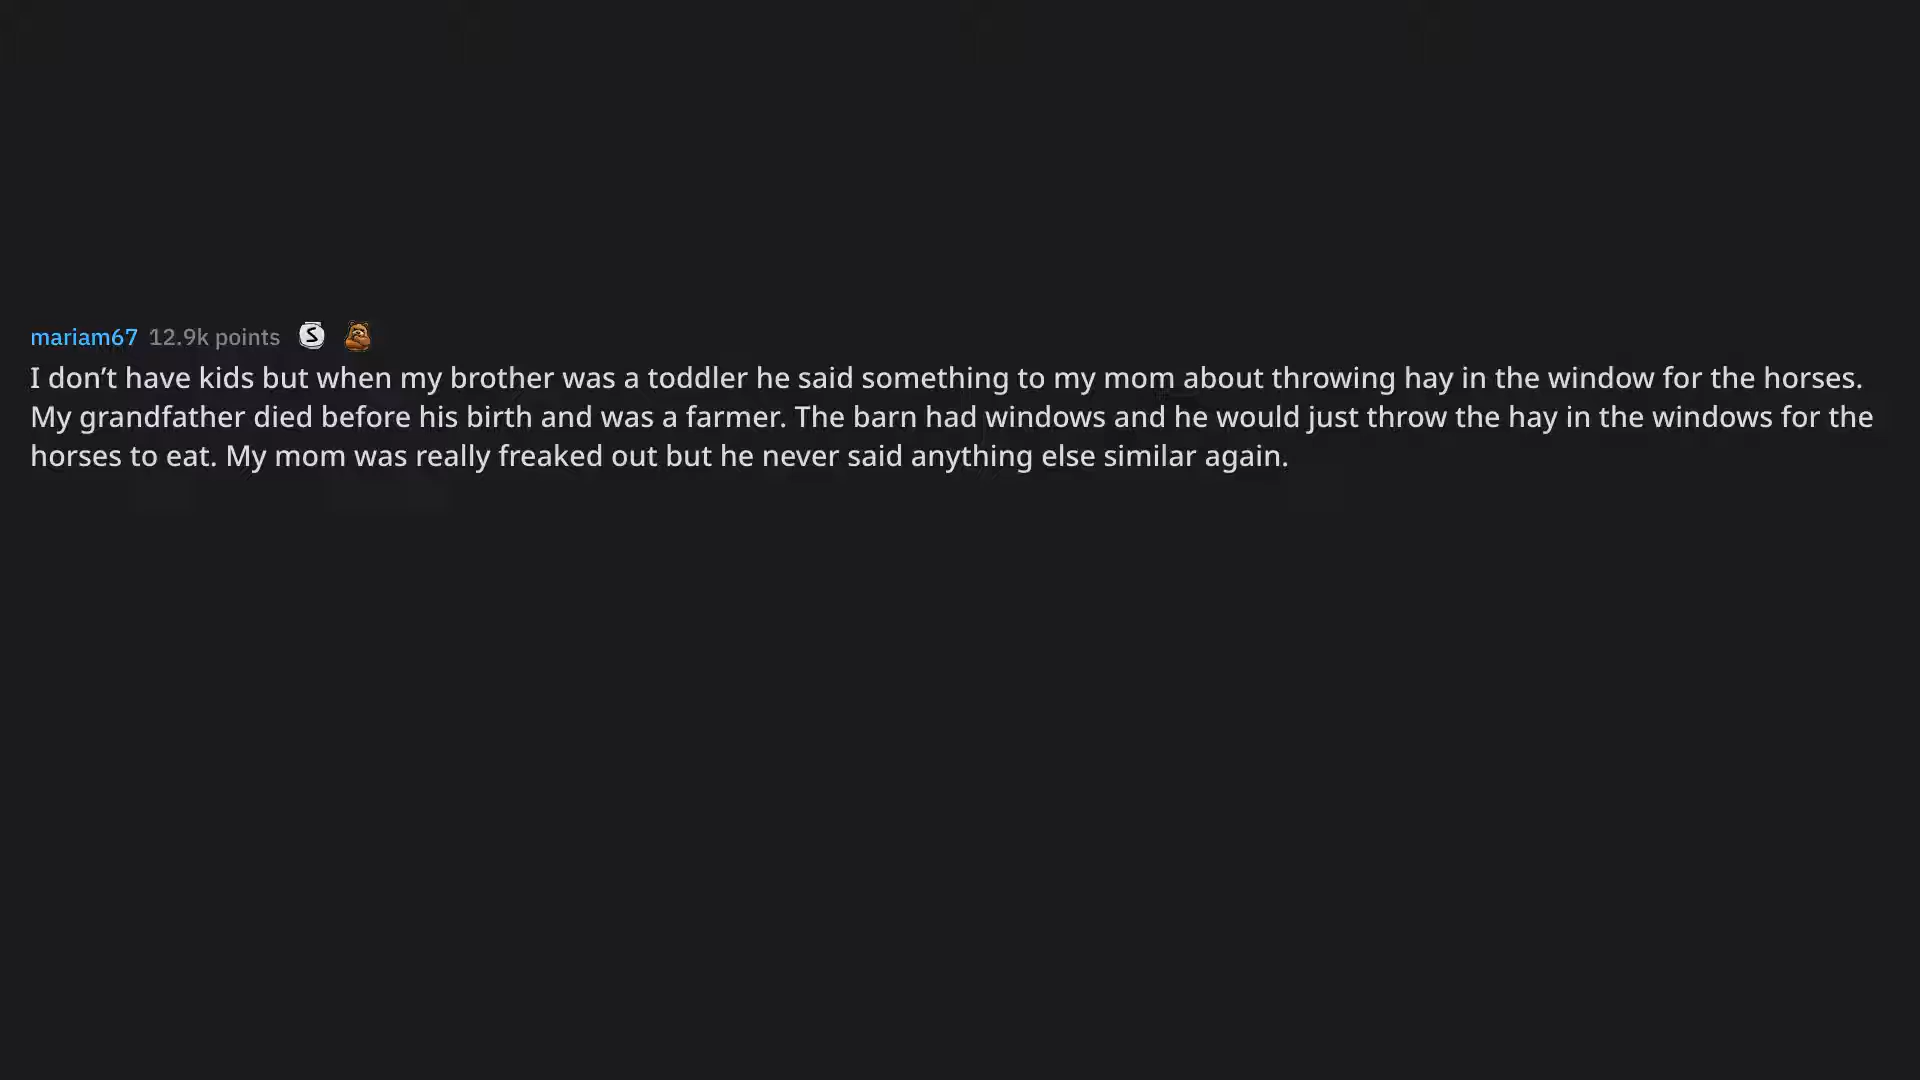 mariam67 12.9k points S
I don’t have kids but when my brother was a toddler he said something to my mom about throwing hay in the window for the horses.
My grandfather died before his birth and was a farmer. The barn had windows and he would just throw the hay in the windows for the
horses to eat. My mom was really freaked out but he never said anything else similar again.